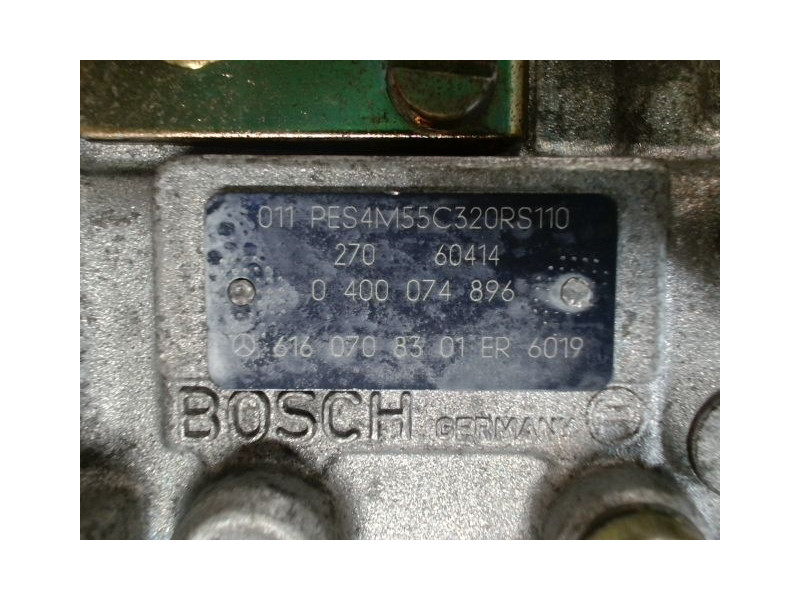 011 PES4M55C320RS110
270 60414
0 400 074 896
616 070 83 01 ER 6019
BOSCH GERMANY